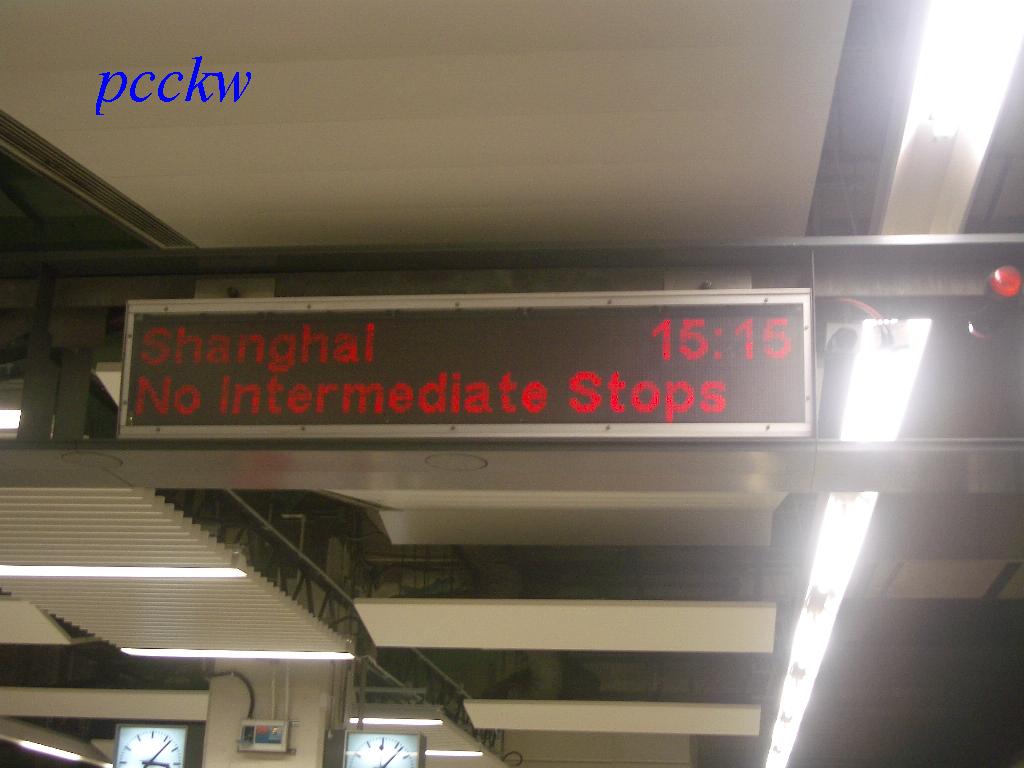 pcckw
Shanghai 15:15
No Intermediate Stops